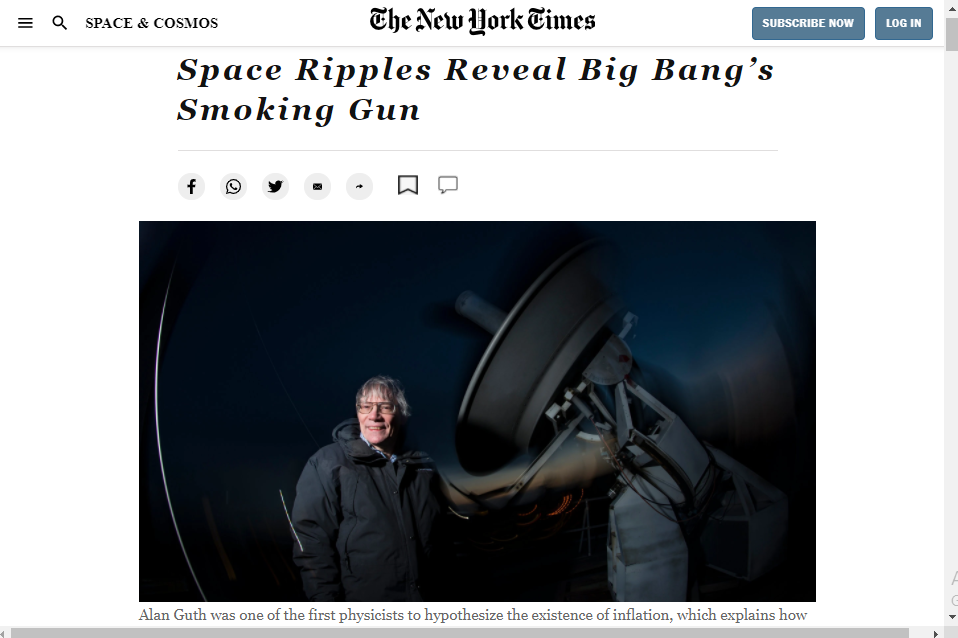 SPACE & COSMOS
The New York Times
SUBSCRIBE NOW
LOG IN
Space Ripples Reveal Big Bang’s
Smoking Gun
Alan Guth was one of the first physicists to hypothesize the existence of inflation, which explains how